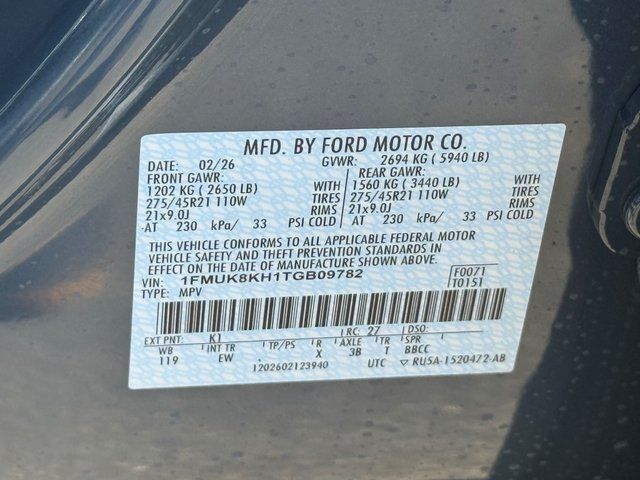 MFD. BY FORD MOTOR CO.
DATE: 02/26 GVWR: 2694 KG ( 5940 LB)
FRONT GAWR: REAR GAWR:
1202 KG ( 2650 LB) WITH 1560 KG ( 3440 LB) WITH
275/45R21 110W TIRES 275/45R21 110W TIRES
21x9.0J RIMS 21x9.0J RIMS
AT 230 kPa/ 33 PSI COLD AT 230 kPa/ 33 PSI COLD
THIS VEHICLE CONFORMS TO ALL APPLICABLE FEDERAL MOTOR
VEHICLE SAFETY AND THEFT PREVENTION STANDARDS IN
EFFECT ON THE DATE OF MANUFACTURE SHOWN ABOVE.
VIN: 1FMUK8KH1TGB09782 F0071
TYPE: MPV T0151
EXT PNT: K1 RC: 27 DSO:
WB INT TR TP/PS R AXLE TR SPR
119 EW X 3B T BBCC
1202602123940 UTC ▽ RU5A-1520472-AB